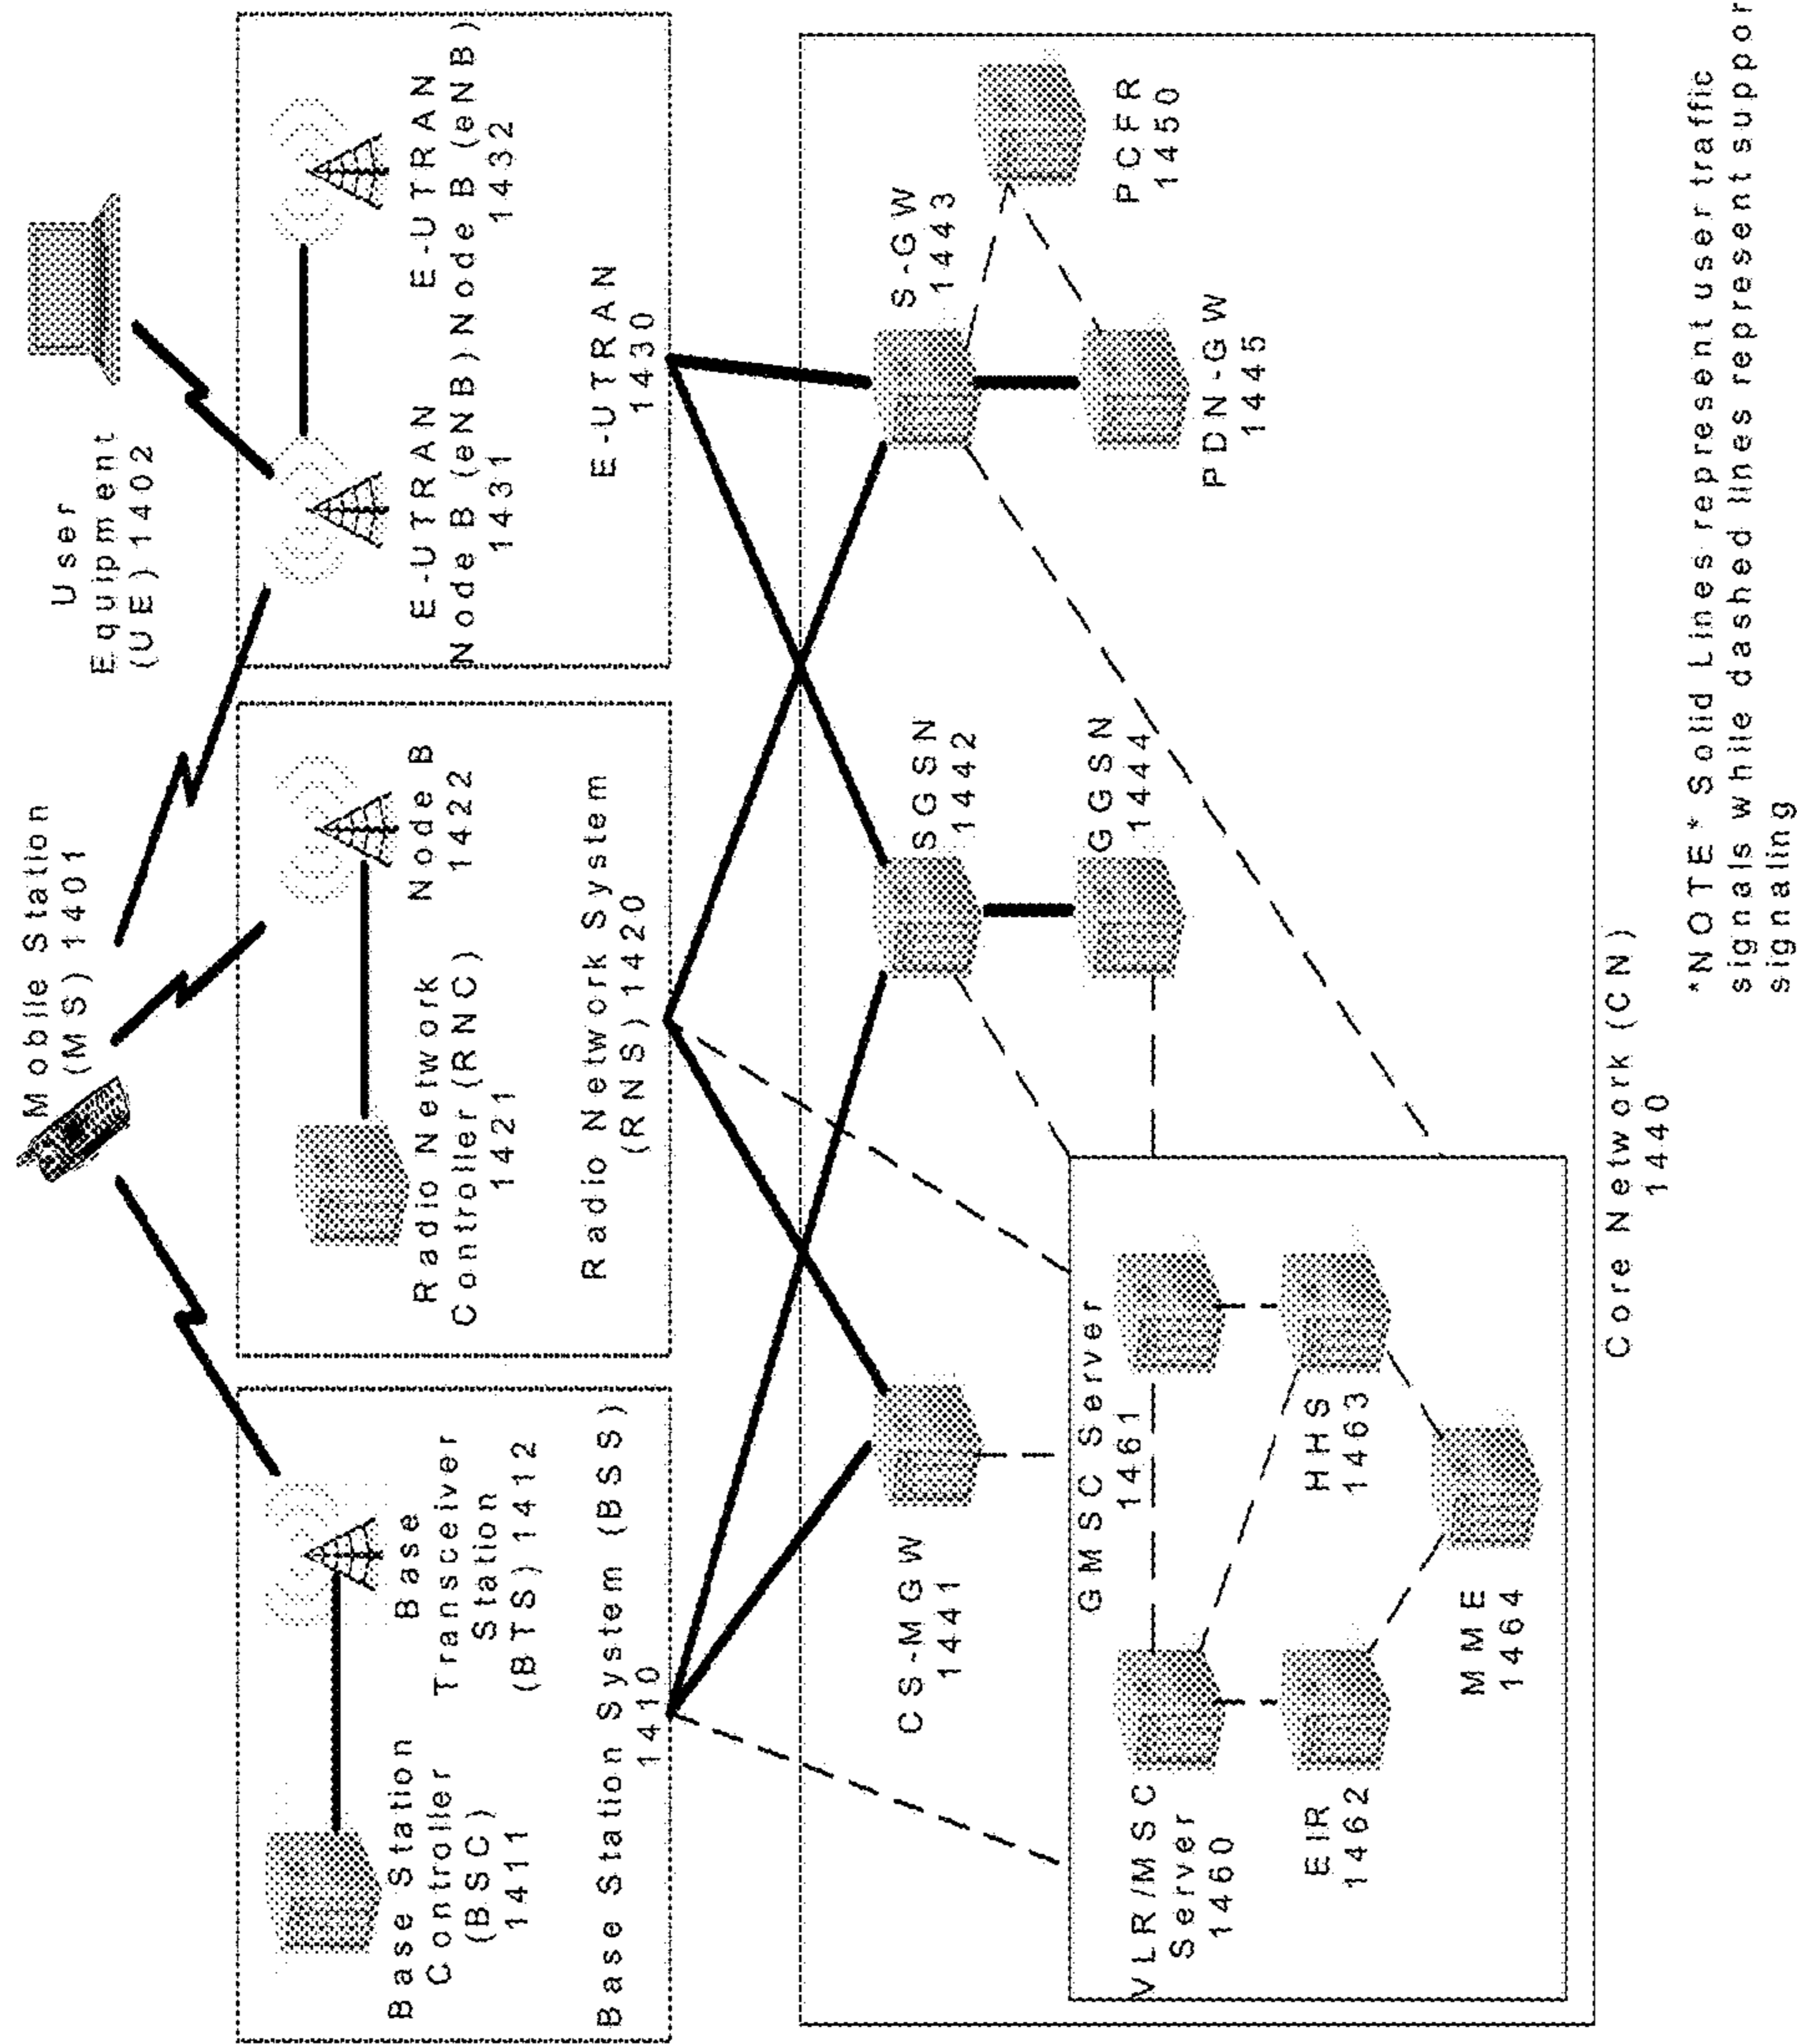 Mobile Station
(MS) 1401
User
Equipment
(UE) 1402
Base Station
Controller
(BSC)
1411
Base
Transceiver
Station
(BTS) 1412
Base Station System (BSS)
1410
Radio Network
Controller (RNC)
1421
Node B
1422
Radio Network System
(RNS) 1420
E-UTRAN
Node B (eNB)
1431
E-UTRAN
Node B (eNB)
1432
E-UTRAN
1430
CS-MGW
1441
SGSN
1442
S-GW
1443
GGSN
1444
PDN-GW
1445
PCFR
1450
GMSC Server
1461
VLR/MSC
Server
1460
EIR
1462
HHS
1463
MME
1464
Core Network (CN)
1440
*NOTE* Solid Lines represent user traffic
signals while dashed lines represent suppor
signaling